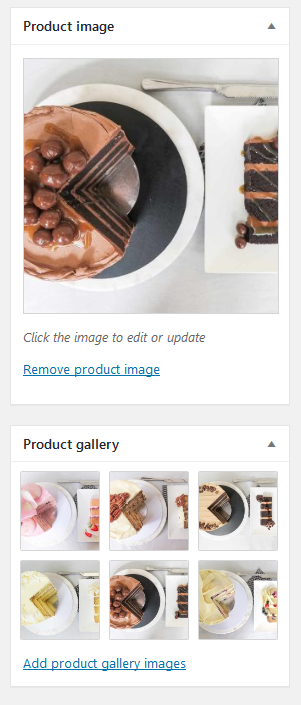 Product image
Click the image to edit or update
Remove product image
Product gallery
Add product gallery images